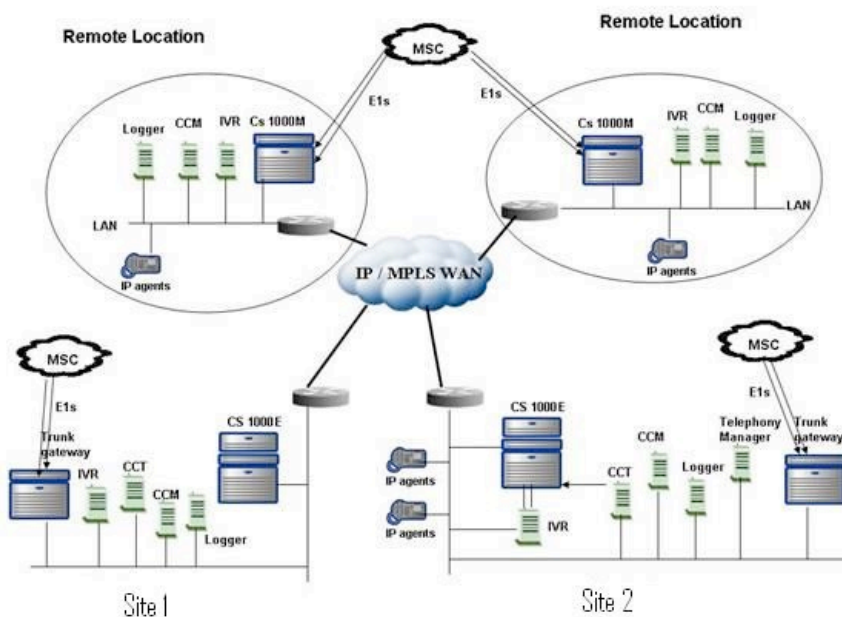 Remote Location
Remote Location
MSC
E1s
E1s
Logger
CCM
IVR
Cs 1000M
Cs 1000M
IVR
CCM
Logger
LAN
LAN
IP agents
IP agents
IP / MPLS WAN
MSC
E1s
Trunk
gateway
IVR
CCT
CCM
Logger
CS 1000E
Site 1
CS 1000E
IP agents
IP agents
IVR
CCT
CCM
Logger
Telephony
Manager
MSC
E1s
Trunk
gateway
Site 2